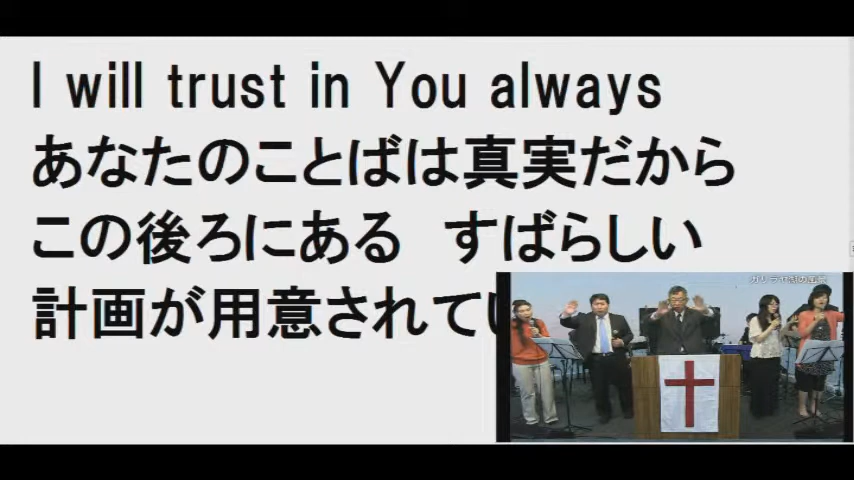 I will trust in You always
あなたのことばは真実だから
この後ろにある　すばらしい
計画が用意されてい